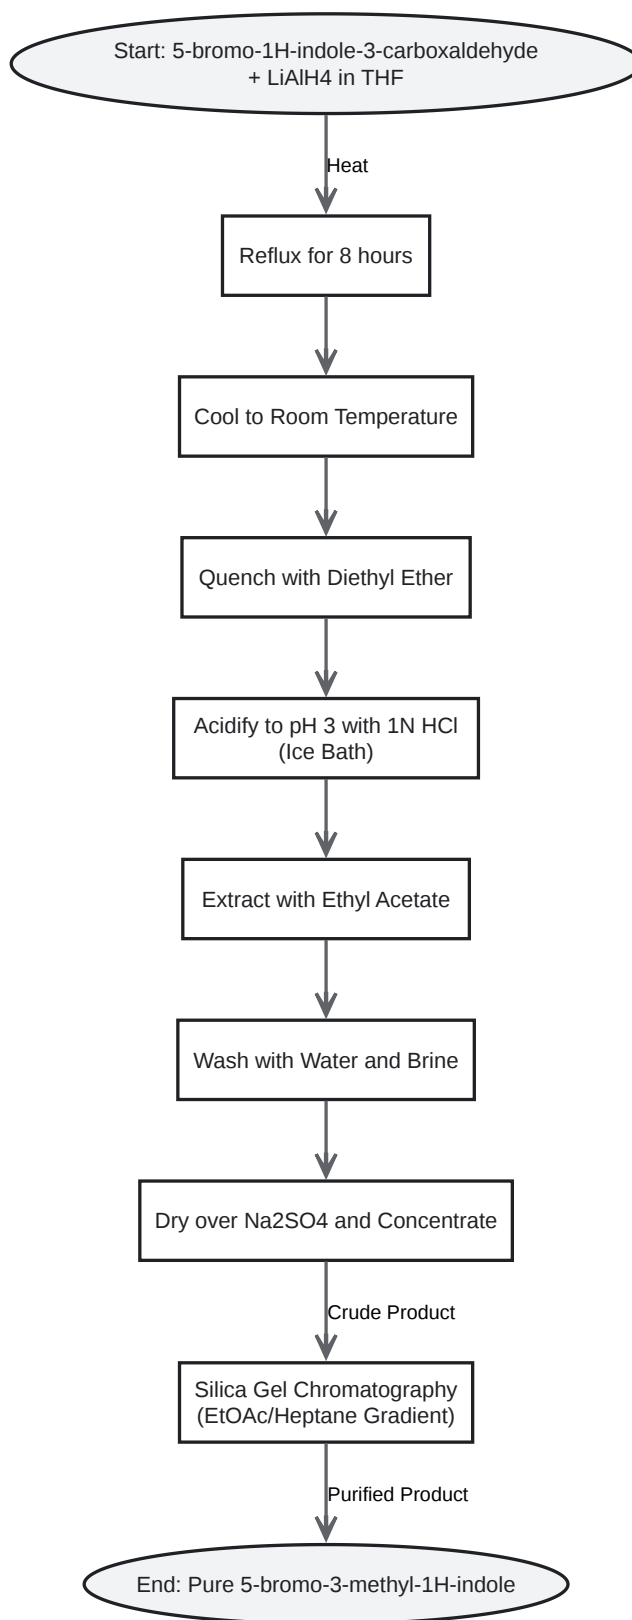 Start: 5-bromo-1H-indole-3-carboxaldehyde
+ LiAlH4 in THF
Heat
Reflux for 8 hours
Cool to Room Temperature
Quench with Diethyl Ether
Acidify to pH 3 with 1N HCl
(Ice Bath)
Extract with Ethyl Acetate
Wash with Water and Brine
Dry over Na2SO4 and Concentrate
Crude Product
Silica Gel Chromatography
(EtOAc/Heptane Gradient)
Purified Product
End: Pure 5-bromo-3-methyl-1H-indole